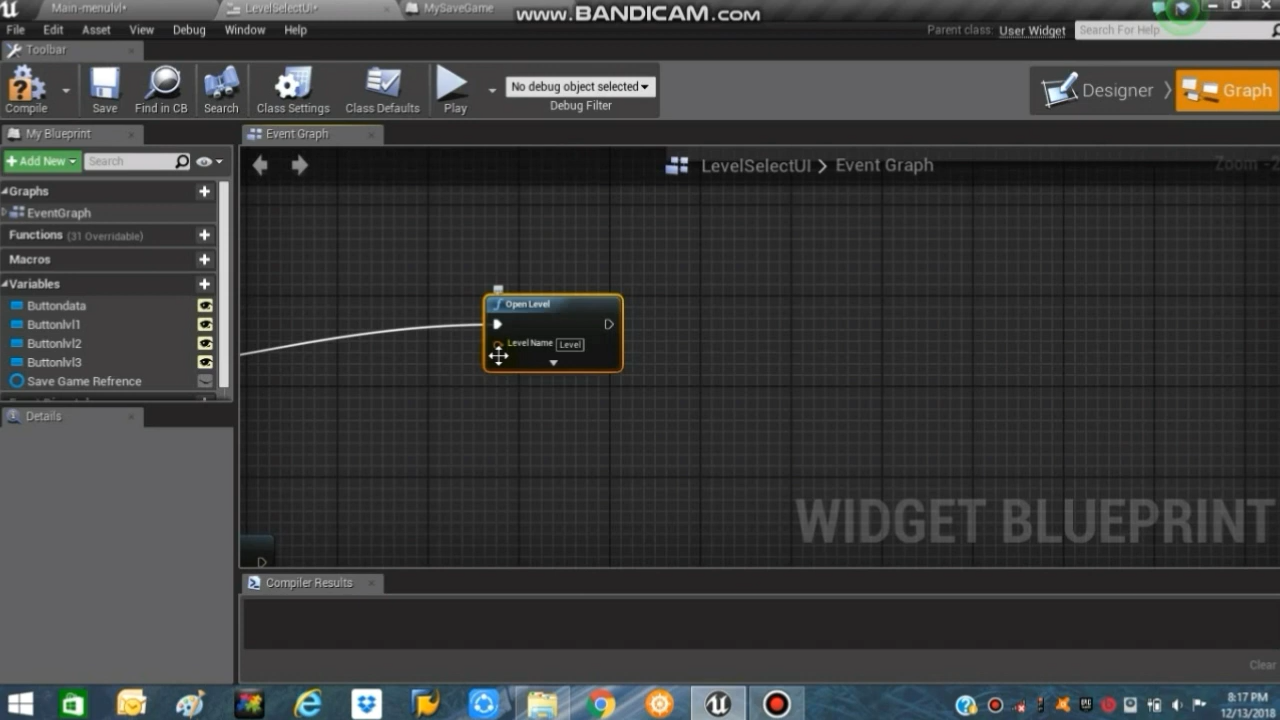 Main-menulvl*
LevelSelectUI*
MySaveGame
www.BANDICAM.com
File Edit Asset View Debug Window Help
Parent class: User Widget
Search For Help
Toolbar
Compile
Save
Find in CB
Search
Class Settings
Class Defaults
Play
No debug object selected
Debug Filter
Designer
Graph
My Blueprint
Event Graph
+Add New
Search
LevelSelectUI > Event Graph
Zoom -2
Graphs
EventGraph
Functions (31 Overridable)
Macros
Variables
Buttondata
Buttonlvl1
Buttonlvl2
Buttonlvl3
Save Game Refrence
Details
Open Level
Level Name Level
WIDGET BLUEPRINT
Compiler Results
Clear
8:17 PM
12/13/2018